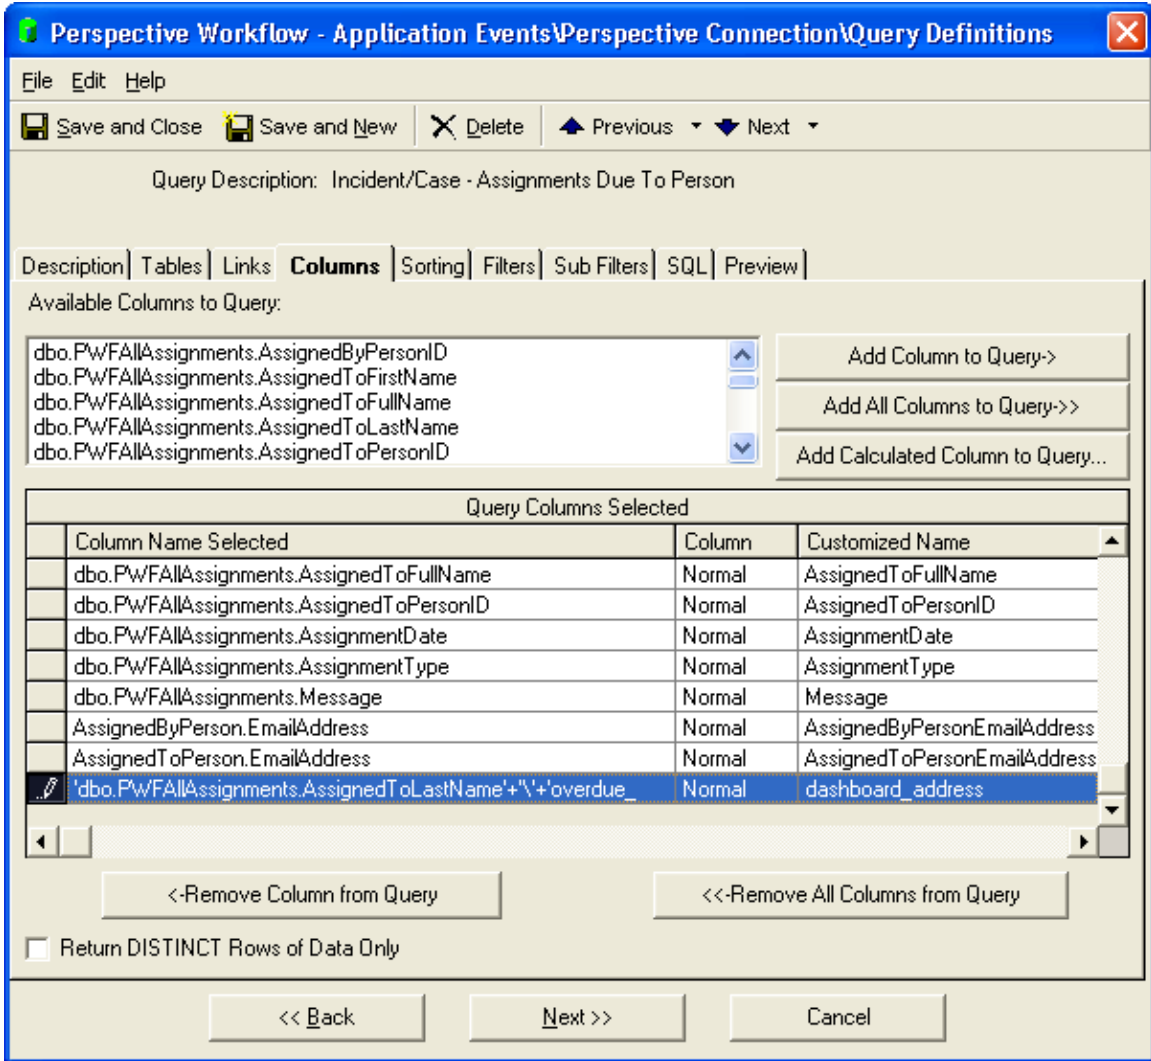 Perspective Workflow - Application Events\Perspective Connection\Query Definitions
File Edit Help
Save and Close Save and New Delete Previous Next
Query Description: Incident/Case - Assignments Due To Person
Description Tables Links Columns Sorting Filters Sub Filters SQL Preview
Available Columns to Query:
dbo.PWFAllAssignments.AssignedByPersonID
dbo.PWFAllAssignments.AssignedToFirstName
dbo.PWFAllAssignments.AssignedToFullName
dbo.PWFAllAssignments.AssignedToLastName
dbo.PWFAllAssignments.AssignedToPersonID
Add Column to Query->
Add All Columns to Query->>
Add Calculated Column to Query...
Query Columns Selected
Column Name Selected Column Customized Name
dbo.PWFAllAssignments.AssignedToFullName Normal AssignedToFullName
dbo.PWFAllAssignments.AssignedToPersonID Normal AssignedToPersonID
dbo.PWFAllAssignments.AssignmentDate Normal AssignmentDate
dbo.PWFAllAssignments.AssignmentType Normal AssignmentType
dbo.PWFAllAssignments.Message Normal Message
AssignedByPerson.EmailAddress Normal AssignedByPersonEmailAddress
AssignedToPerson.EmailAddress Normal AssignedToPersonEmailAddress
'dbo.PWFAllAssignments.AssignedToLastName'+'\'+'overdue_ Normal dashboard_address
<-Remove Column from Query <<-Remove All Columns from Query
Return DISTINCT Rows of Data Only
<< Back Next >> Cancel